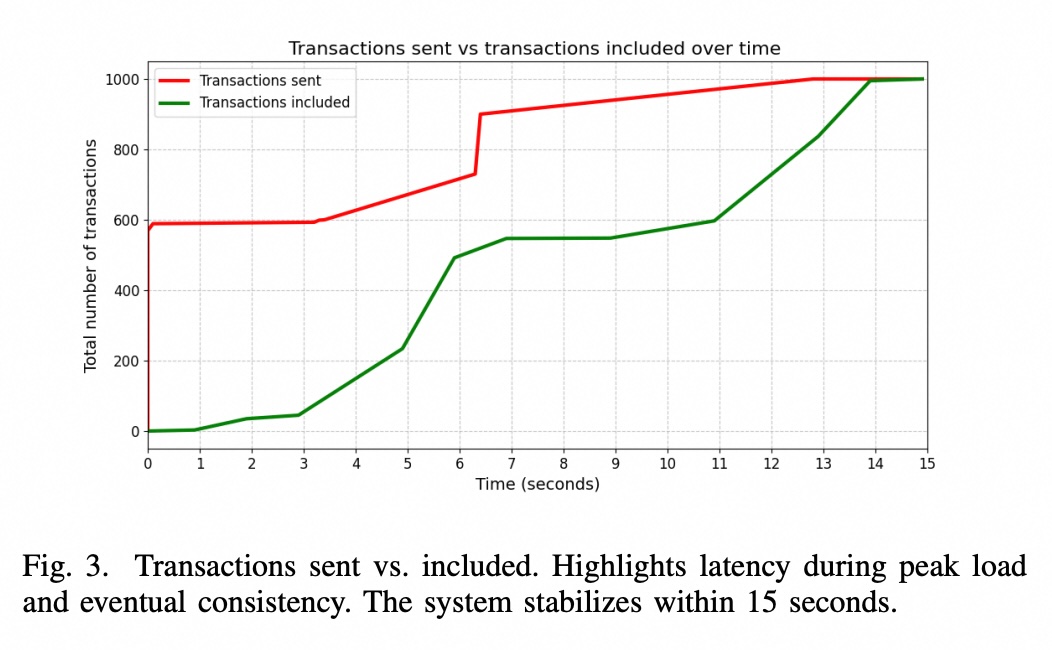 Transactions sent vs transactions included over time
Transactions sent
Transactions included
Total number of transactions
1000
800
600
400
200
0
0 1 2 3 4 5 6 7 8 9 10 11 12 13 14 15
Time (seconds)
Fig. 3. Transactions sent vs. included. Highlights latency during peak load
and eventual consistency. The system stabilizes within 15 seconds.